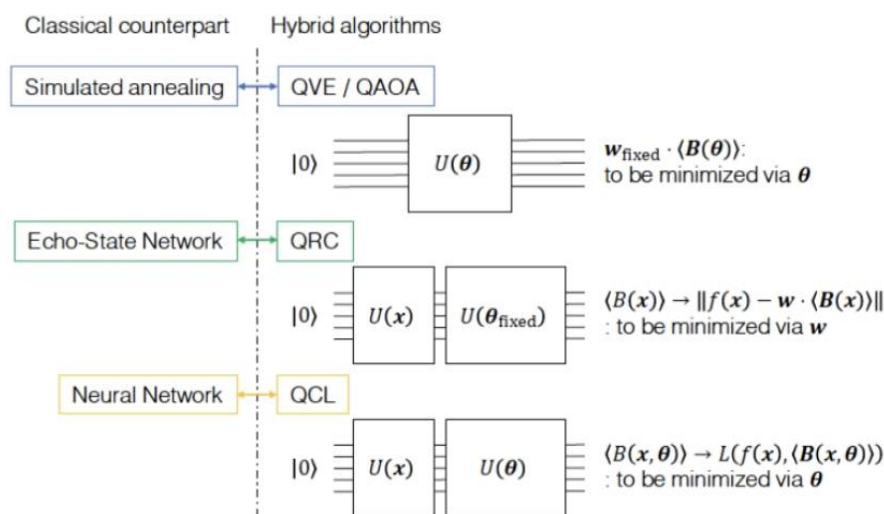 Classical counterpart Hybrid algorithms
Simulated annealing QVE / QAOA
|0⟩ U(θ) w_fixed · ⟨B(θ)⟩:
to be minimized via θ
Echo-State Network QRC
|0⟩ U(x) U(θ_fixed) ⟨B(x)⟩ → ‖f(x) − w · ⟨B(x)⟩‖
: to be minimized via w
Neural Network QCL
|0⟩ U(x) U(θ) ⟨B(x, θ)⟩ → L(f(x), ⟨B(x, θ)⟩)
: to be minimized via θ